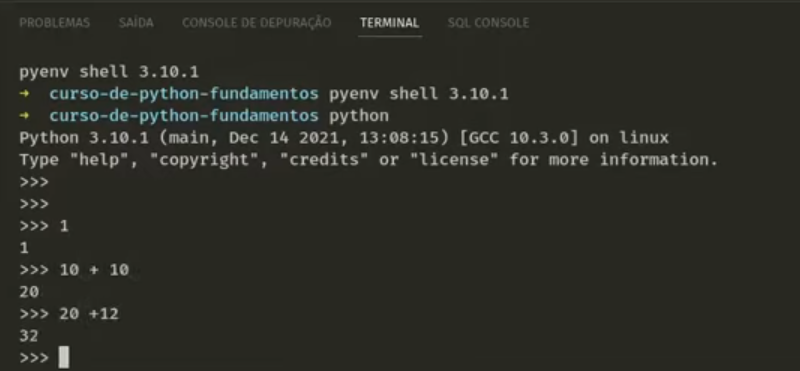 PROBLEMAS SAÍDA CONSOLE DE DEPURAÇÃO TERMINAL SQL CONSOLE
pyenv shell 3.10.1
→ curso-de-python-fundamentos pyenv shell 3.10.1
→ curso-de-python-fundamentos python
Python 3.10.1 (main, Dec 14 2021, 13:08:15) [GCC 10.3.0] on linux
Type "help", "copyright", "credits" or "license" for more information.
>>>
>>>
>>> 1
1
>>> 10 + 10
20
>>> 20 +12
32
>>>